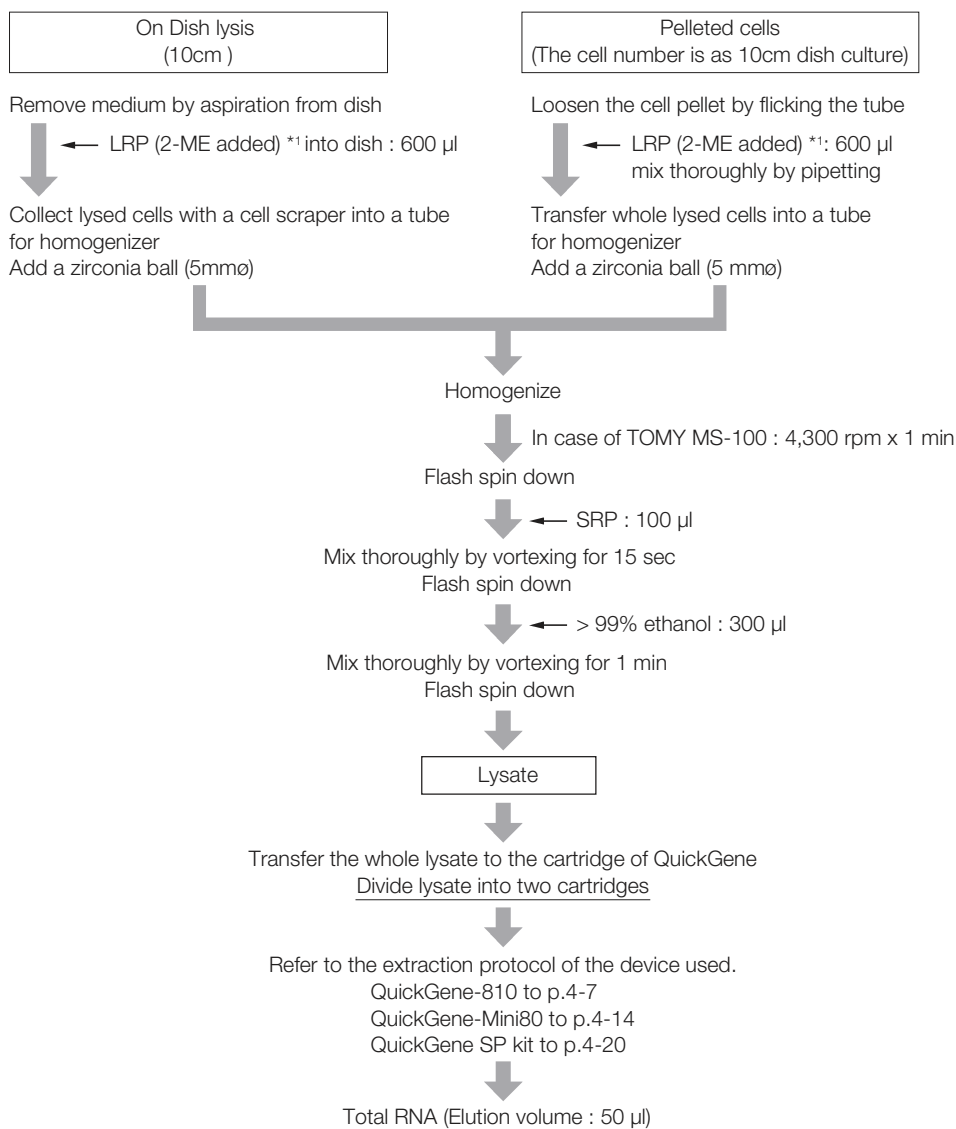 On Dish lysis
(10cm )
Remove medium by aspiration from dish
LRP (2-ME added) *1 into dish : 600 µl
Collect lysed cells with a cell scraper into a tube
for homogenizer
Add a zirconia ball (5mmø)
Pelleted cells
(The cell number is as 10cm dish culture)
Loosen the cell pellet by flicking the tube
LRP (2-ME added) *1: 600 µl
mix thoroughly by pipetting
Transfer whole lysed cells into a tube
for homogenizer
Add a zirconia ball (5 mmø)
Homogenize
In case of TOMY MS-100 : 4,300 rpm x 1 min
Flash spin down
SRP : 100 µl
Mix thoroughly by vortexing for 15 sec
Flash spin down
> 99% ethanol : 300 µl
Mix thoroughly by vortexing for 1 min
Flash spin down
Lysate
Transfer the whole lysate to the cartridge of QuickGene
Divide lysate into two cartridges
Refer to the extraction protocol of the device used.
QuickGene-810 to p.4-7
QuickGene-Mini80 to p.4-14
QuickGene SP kit to p.4-20
Total RNA (Elution volume : 50 µl)